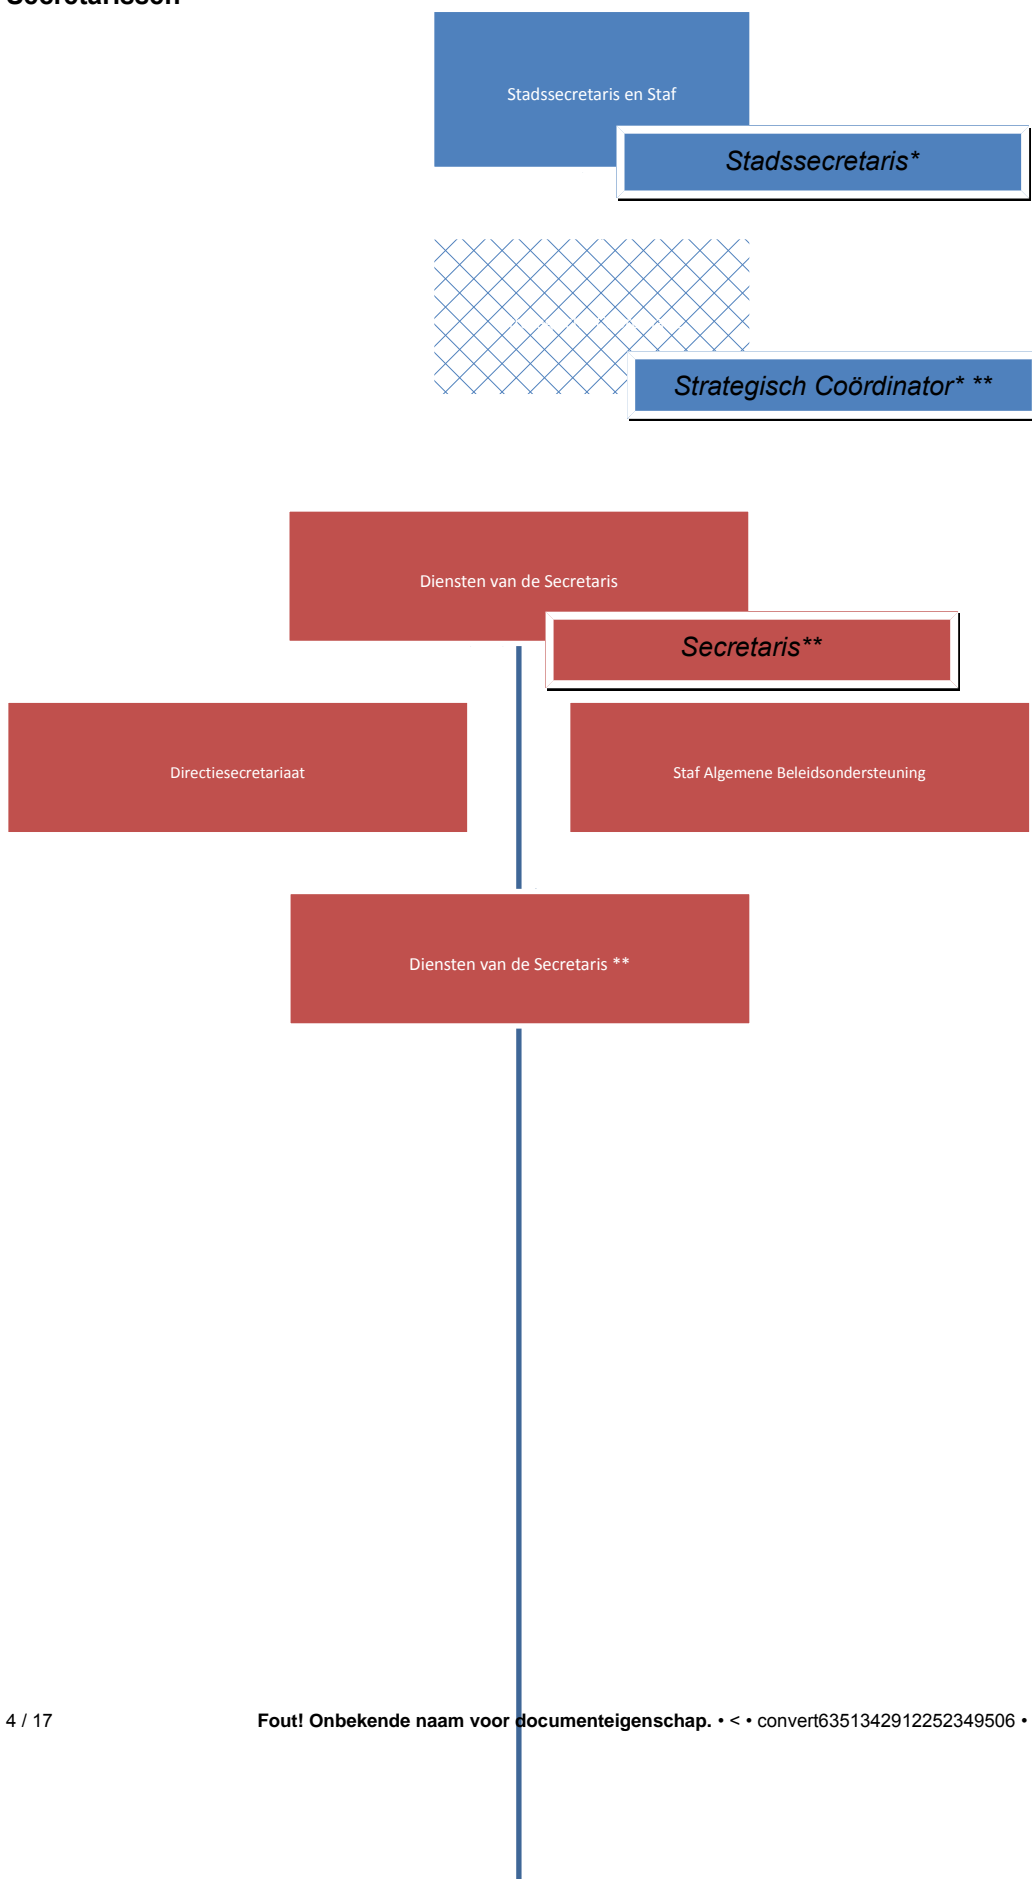 Secretarissen
Stadssecretaris en Staf
Stadssecretaris*
Strategisch Coördinator* **
Diensten van de Secretaris
Secretaris**
Directiesecretariaat
Staf Algemene Beleidsondersteuning
Diensten van de Secretaris **
4 / 17 Fout! Onbekende naam voor documenteigenschap. • < • convert6351342912252349506 •